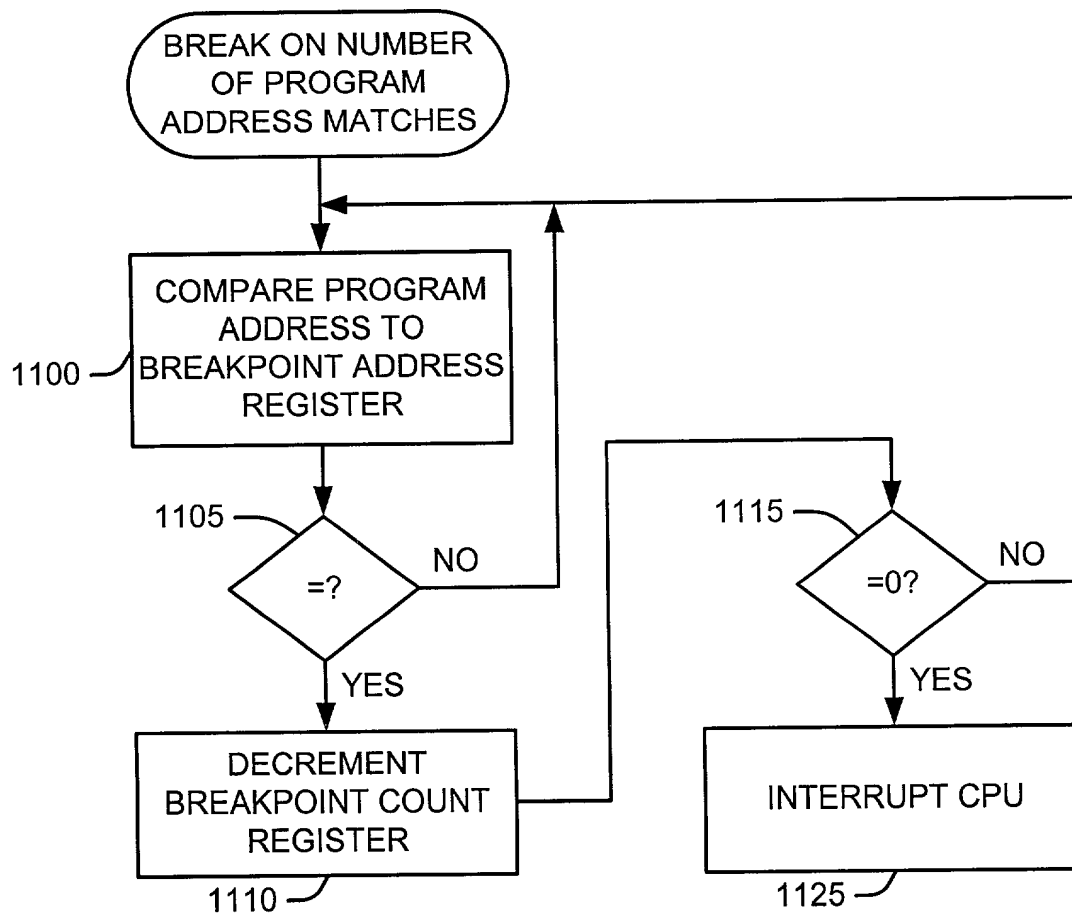 BREAK ON NUMBER
OF PROGRAM
ADDRESS MATCHES
COMPARE PROGRAM
ADDRESS TO
BREAKPOINT ADDRESS
REGISTER
1100
1105
=?
NO
YES
DECREMENT
BREAKPOINT COUNT
REGISTER
1110
1115
=0?
NO
YES
INTERRUPT CPU
1125